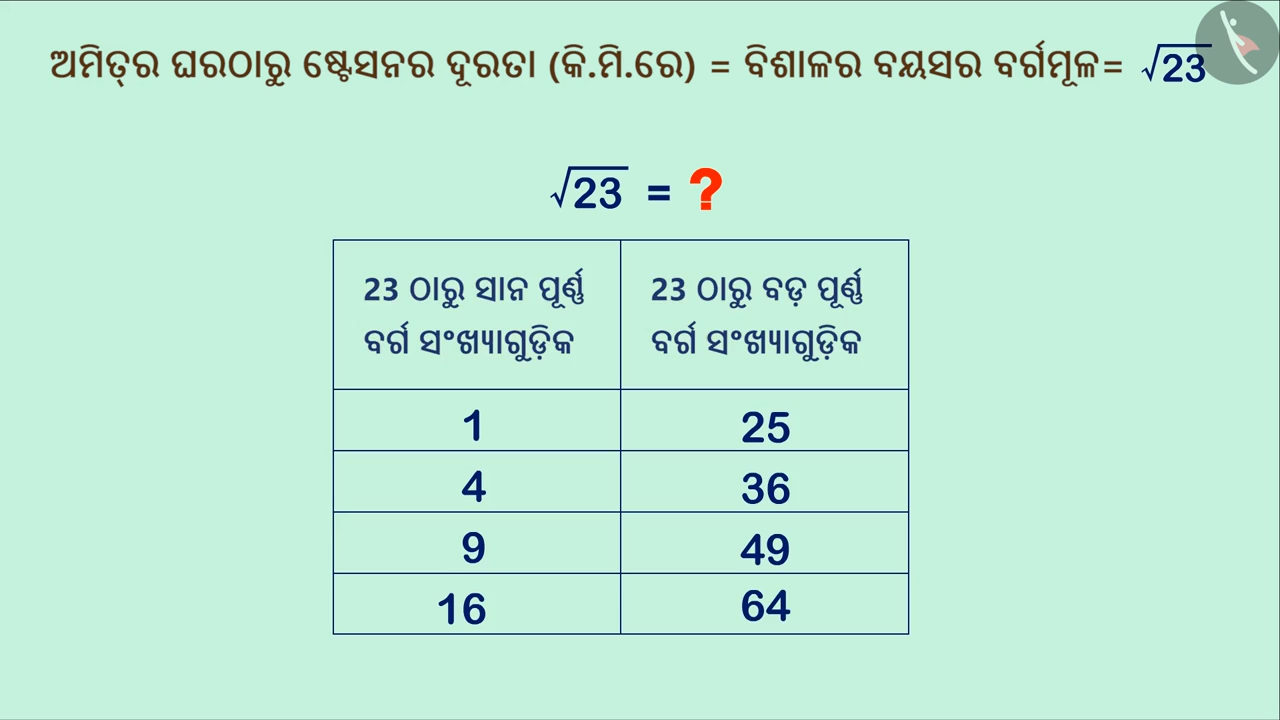 ଅମିତ୍‌ର ଘରଠାରୁ ଷ୍ଟେସନର ଦୂରତା (କି.ମି.ରେ) = ବିଶାଳର ବୟସର ବର୍ଗମୂଳ= √23
√23 = ?
23 ଠାରୁ ସାନ ପୂର୍ଣ୍ଣ 23 ଠାରୁ ବଡ଼ ପୂର୍ଣ୍ଣ
ବର୍ଗ ସଂଖ୍ୟାଗୁଡ଼ିକ ବର୍ଗ ସଂଖ୍ୟାଗୁଡ଼ିକ
1 25
4 36
9 49
16 64